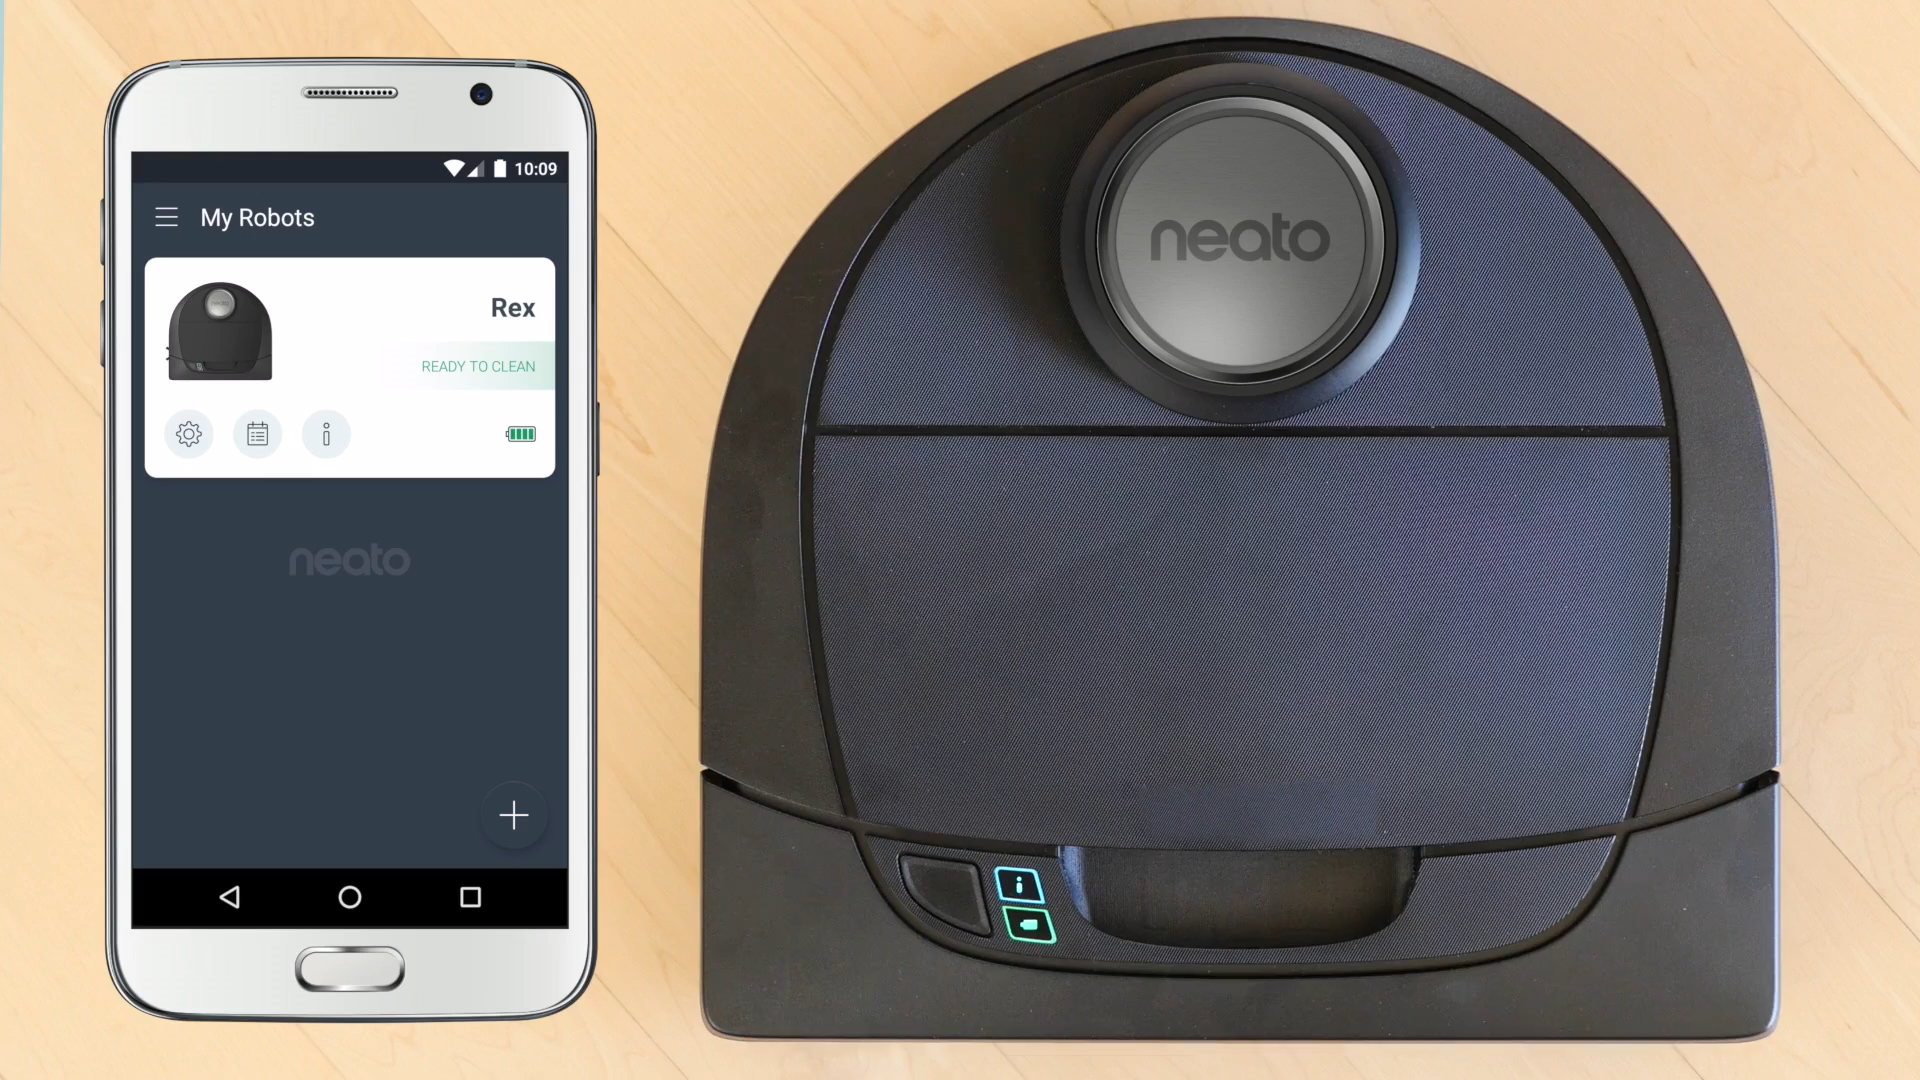 10:09
My Robots
Rex
READY TO CLEAN
neato
neato
i